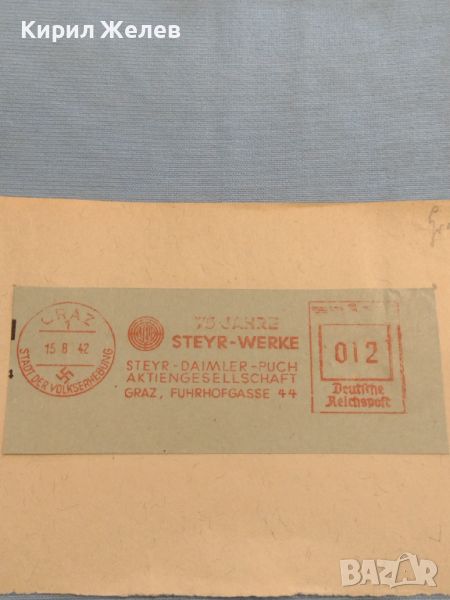 Кирил Желев
GRAZ
1
15.8.42
STADT DER VOLKSERHEBUNG
75 JAHRE
STEYR-WERKE
STEYR-DAIMLER-PUCH
AKTIENGESELLSCHAFT
GRAZ, FUHRHOFGASSE 44
012
Deutsche
Reichspost
BAZAR